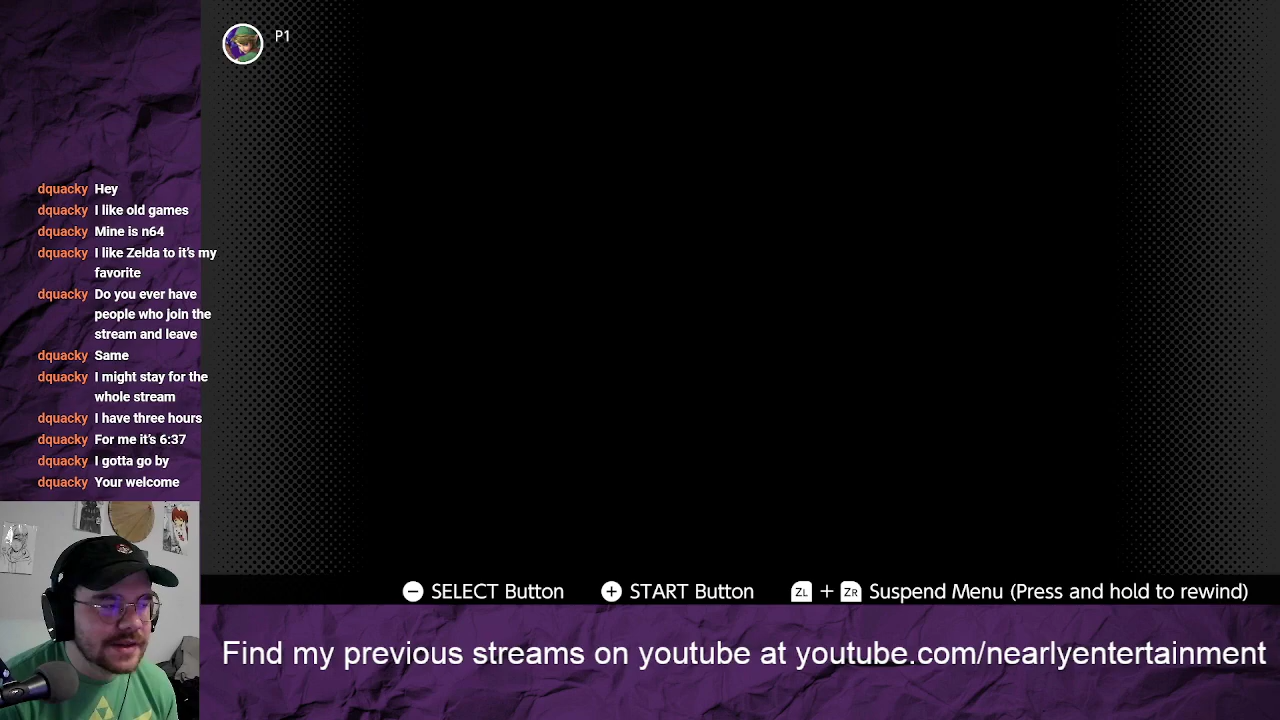 P1
dquacky Hey
dquacky I like old games
dquacky Mine is n64
dquacky I like Zelda to it's my
favorite
dquacky Do you ever have
people who join the
stream and leave
dquacky Same
dquacky I might stay for the
whole stream
dquacky I have three hours
dquacky For me it's 6:37
dquacky I gotta go by
dquacky Your welcome
SELECT Button START Button ZL + ZR Suspend Menu (Press and hold to rewind)
Find my previous streams on youtube at youtube.com/nearlyentertainment